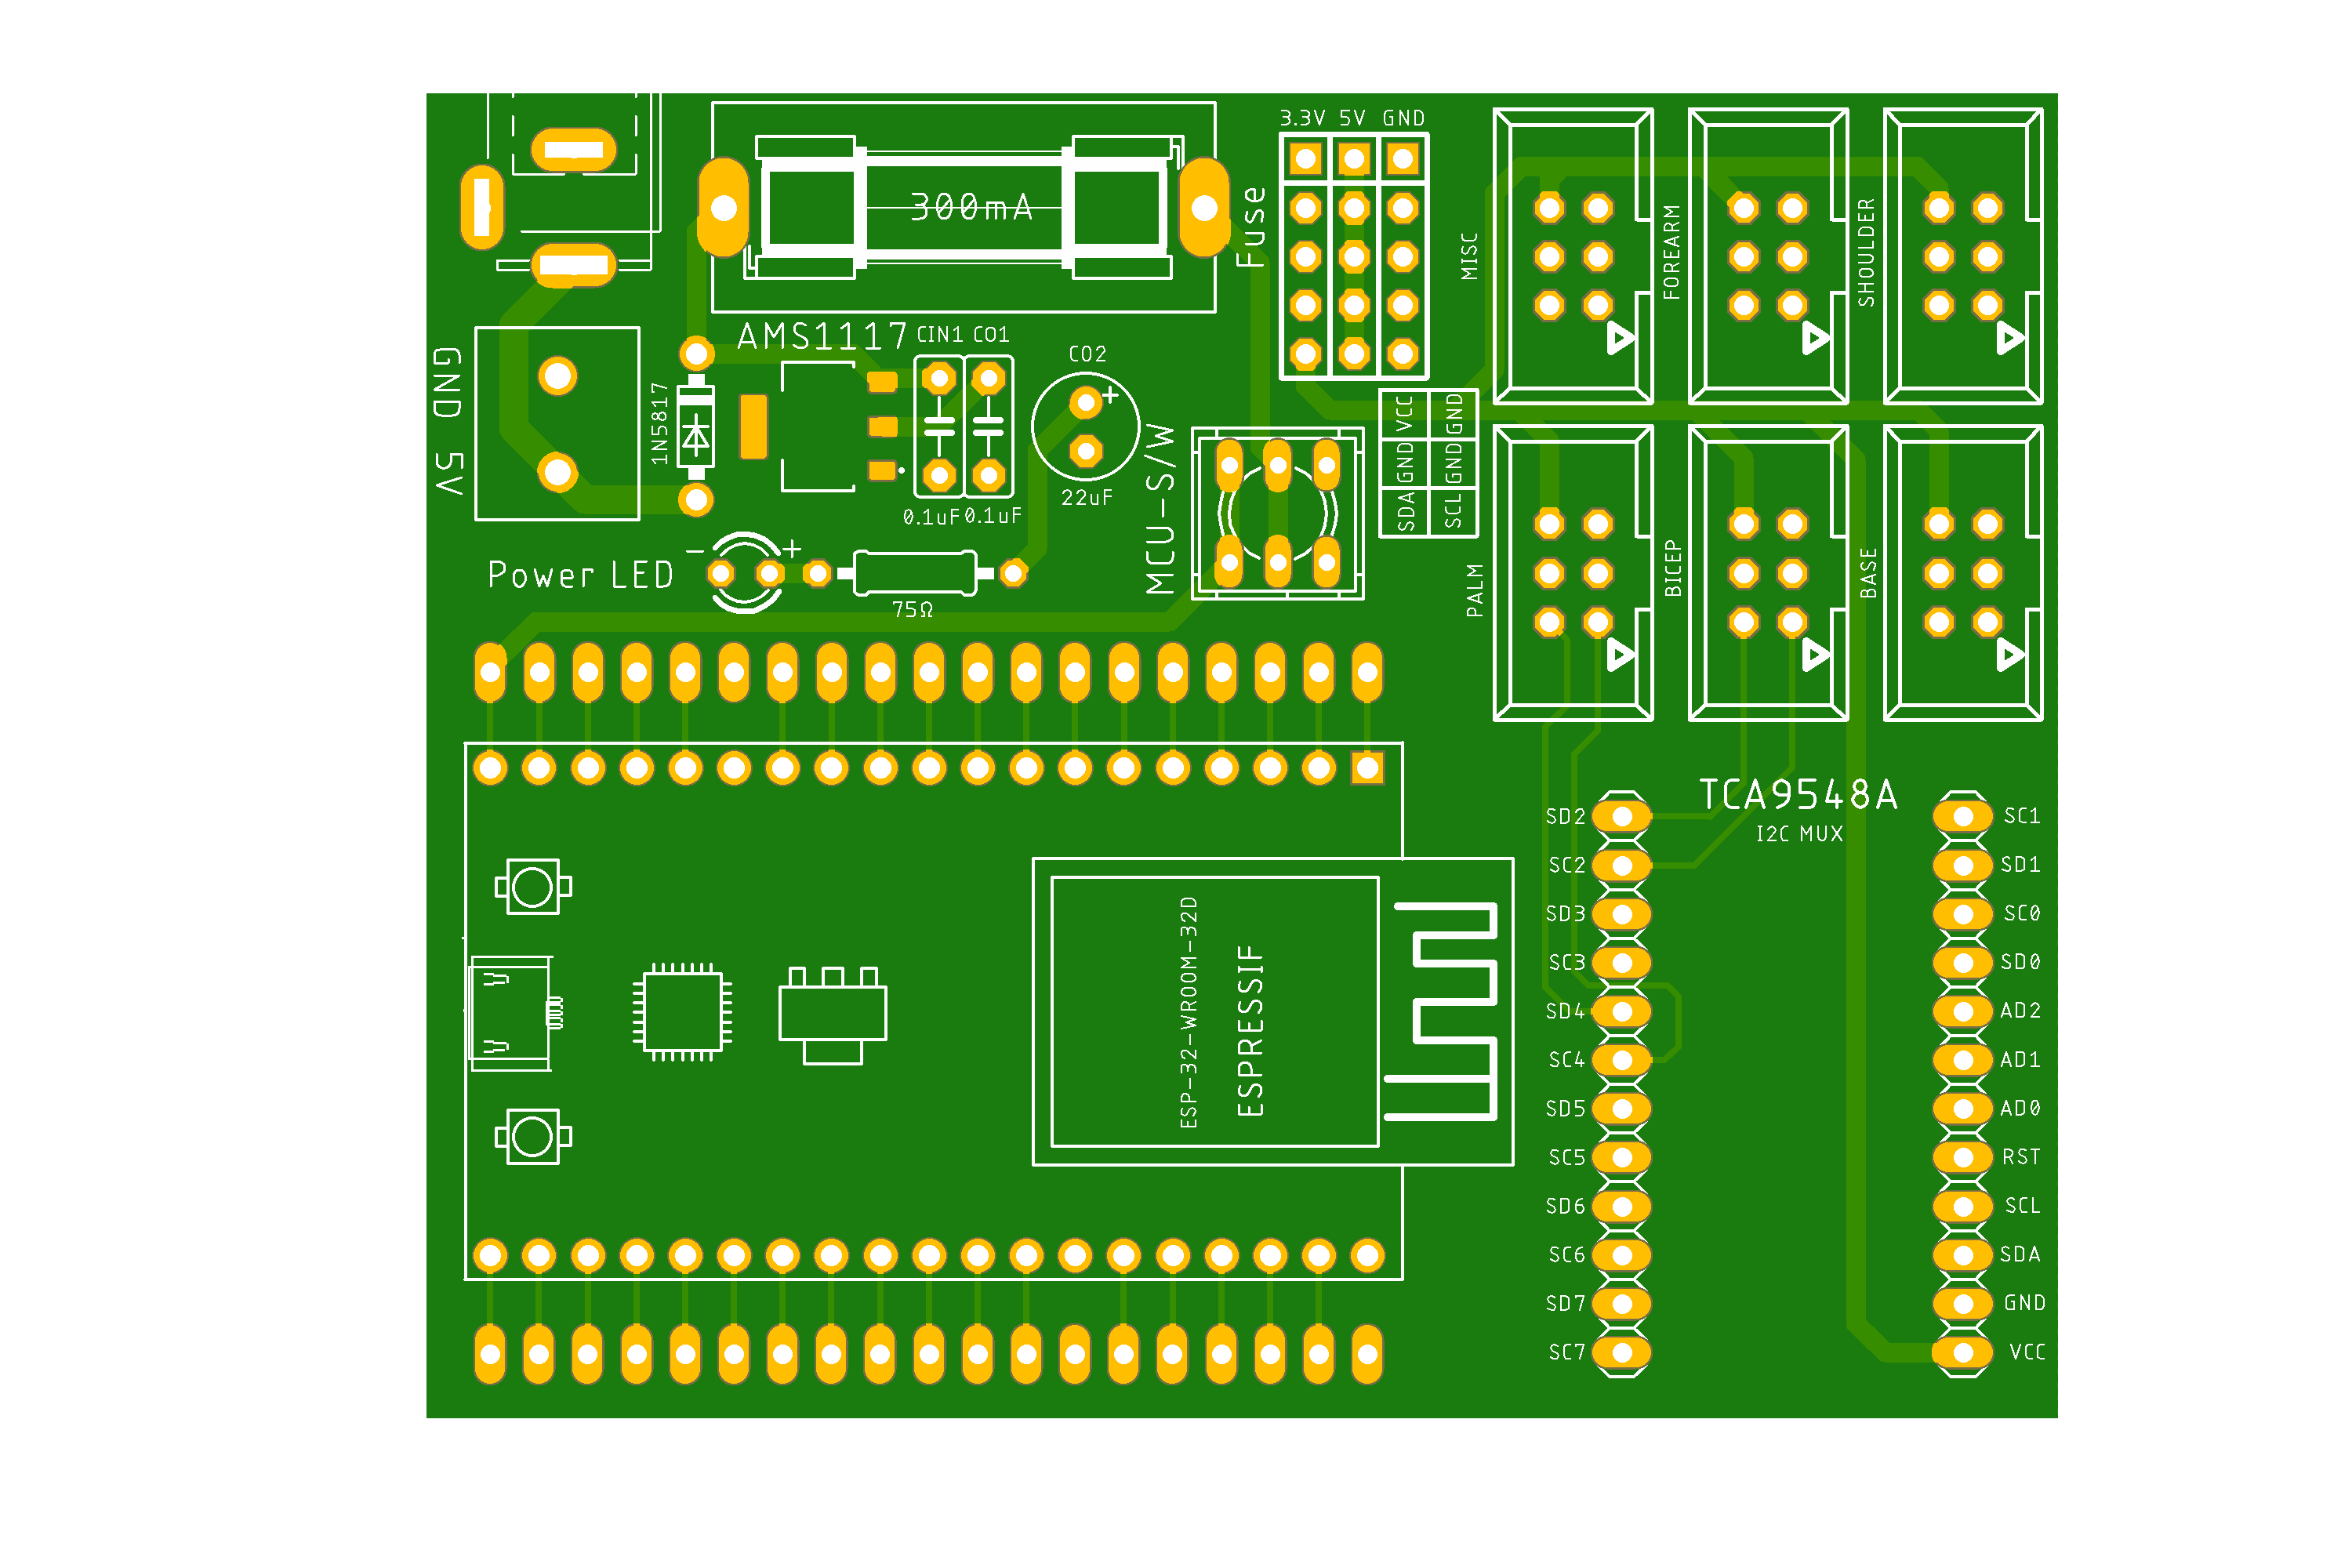 3.3V 5V GND
300mA
Fuse
MISC
FOREARM
SHOULDER
AMS1117
CIN1 CO1
CO2
GND 5V
1N5817
0.1uF 0.1uF
22uF
MCU-S/W
VCC GND
GND GND
SDA SCL
Power LED
- +
+
75Ω
PALM
BICEP
BASE
TCA9548A
I2C MUX
SD2 SC1
SC2 SD1
SD3 SC0
SC3 SD0
SD4 AD2
SC4 AD1
SD5 AD0
SC5 RST
SD6 SCL
SC6 SDA
SD7 GND
SC7 VCC
ESP-32-WROOM-32D
ESPRESSIF